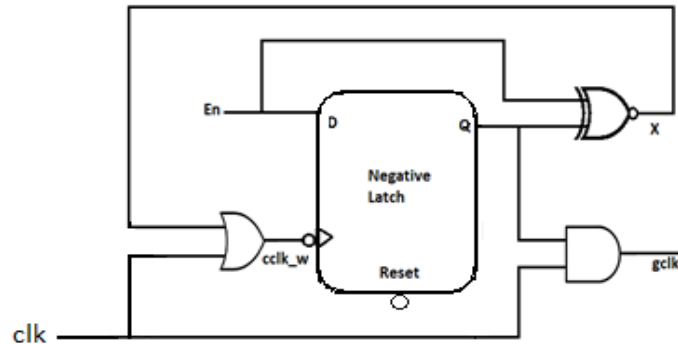 En
D
Q
X
Negative
Latch
cclk_w
Reset
gclk
clk